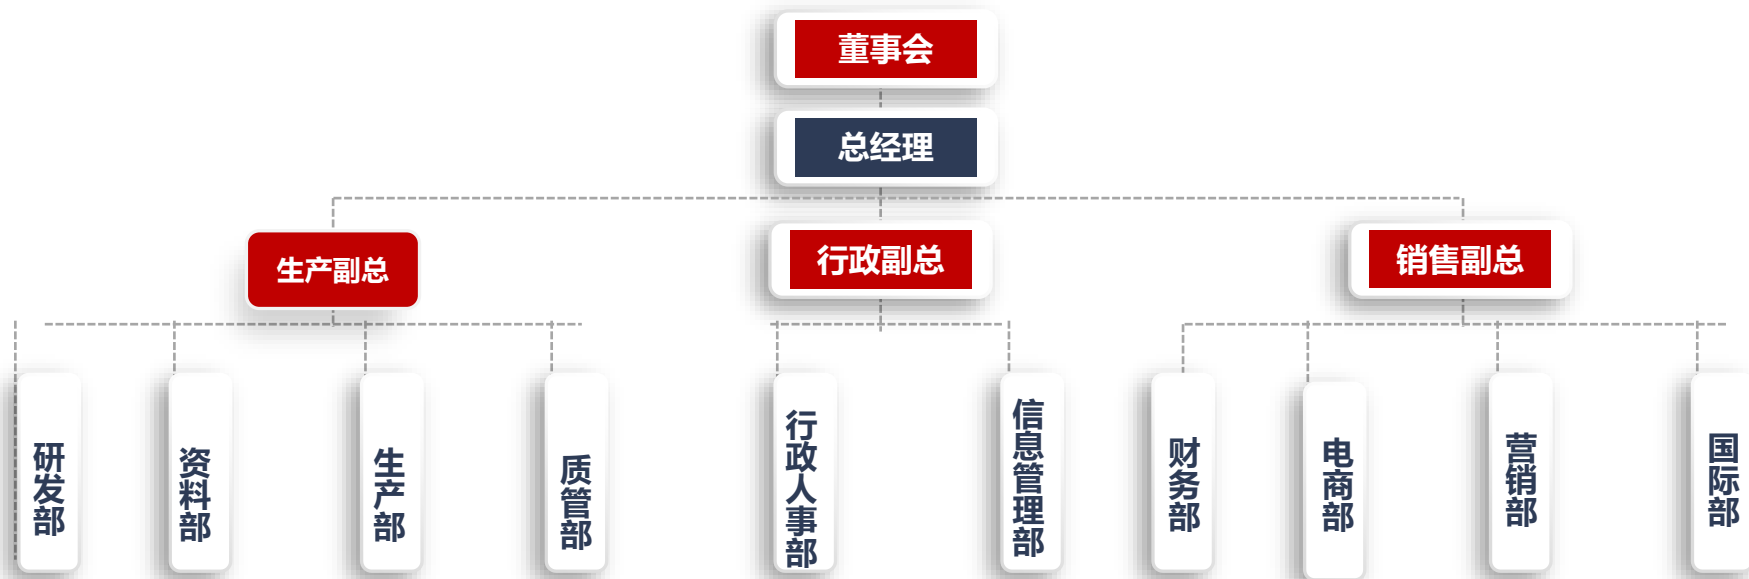 董事会
总经理
生产副总
行政副总
销售副总
研发部
资料部
生产部
质管部
行政人事部
信息管理部
财务部
电商部
营销部
国际部